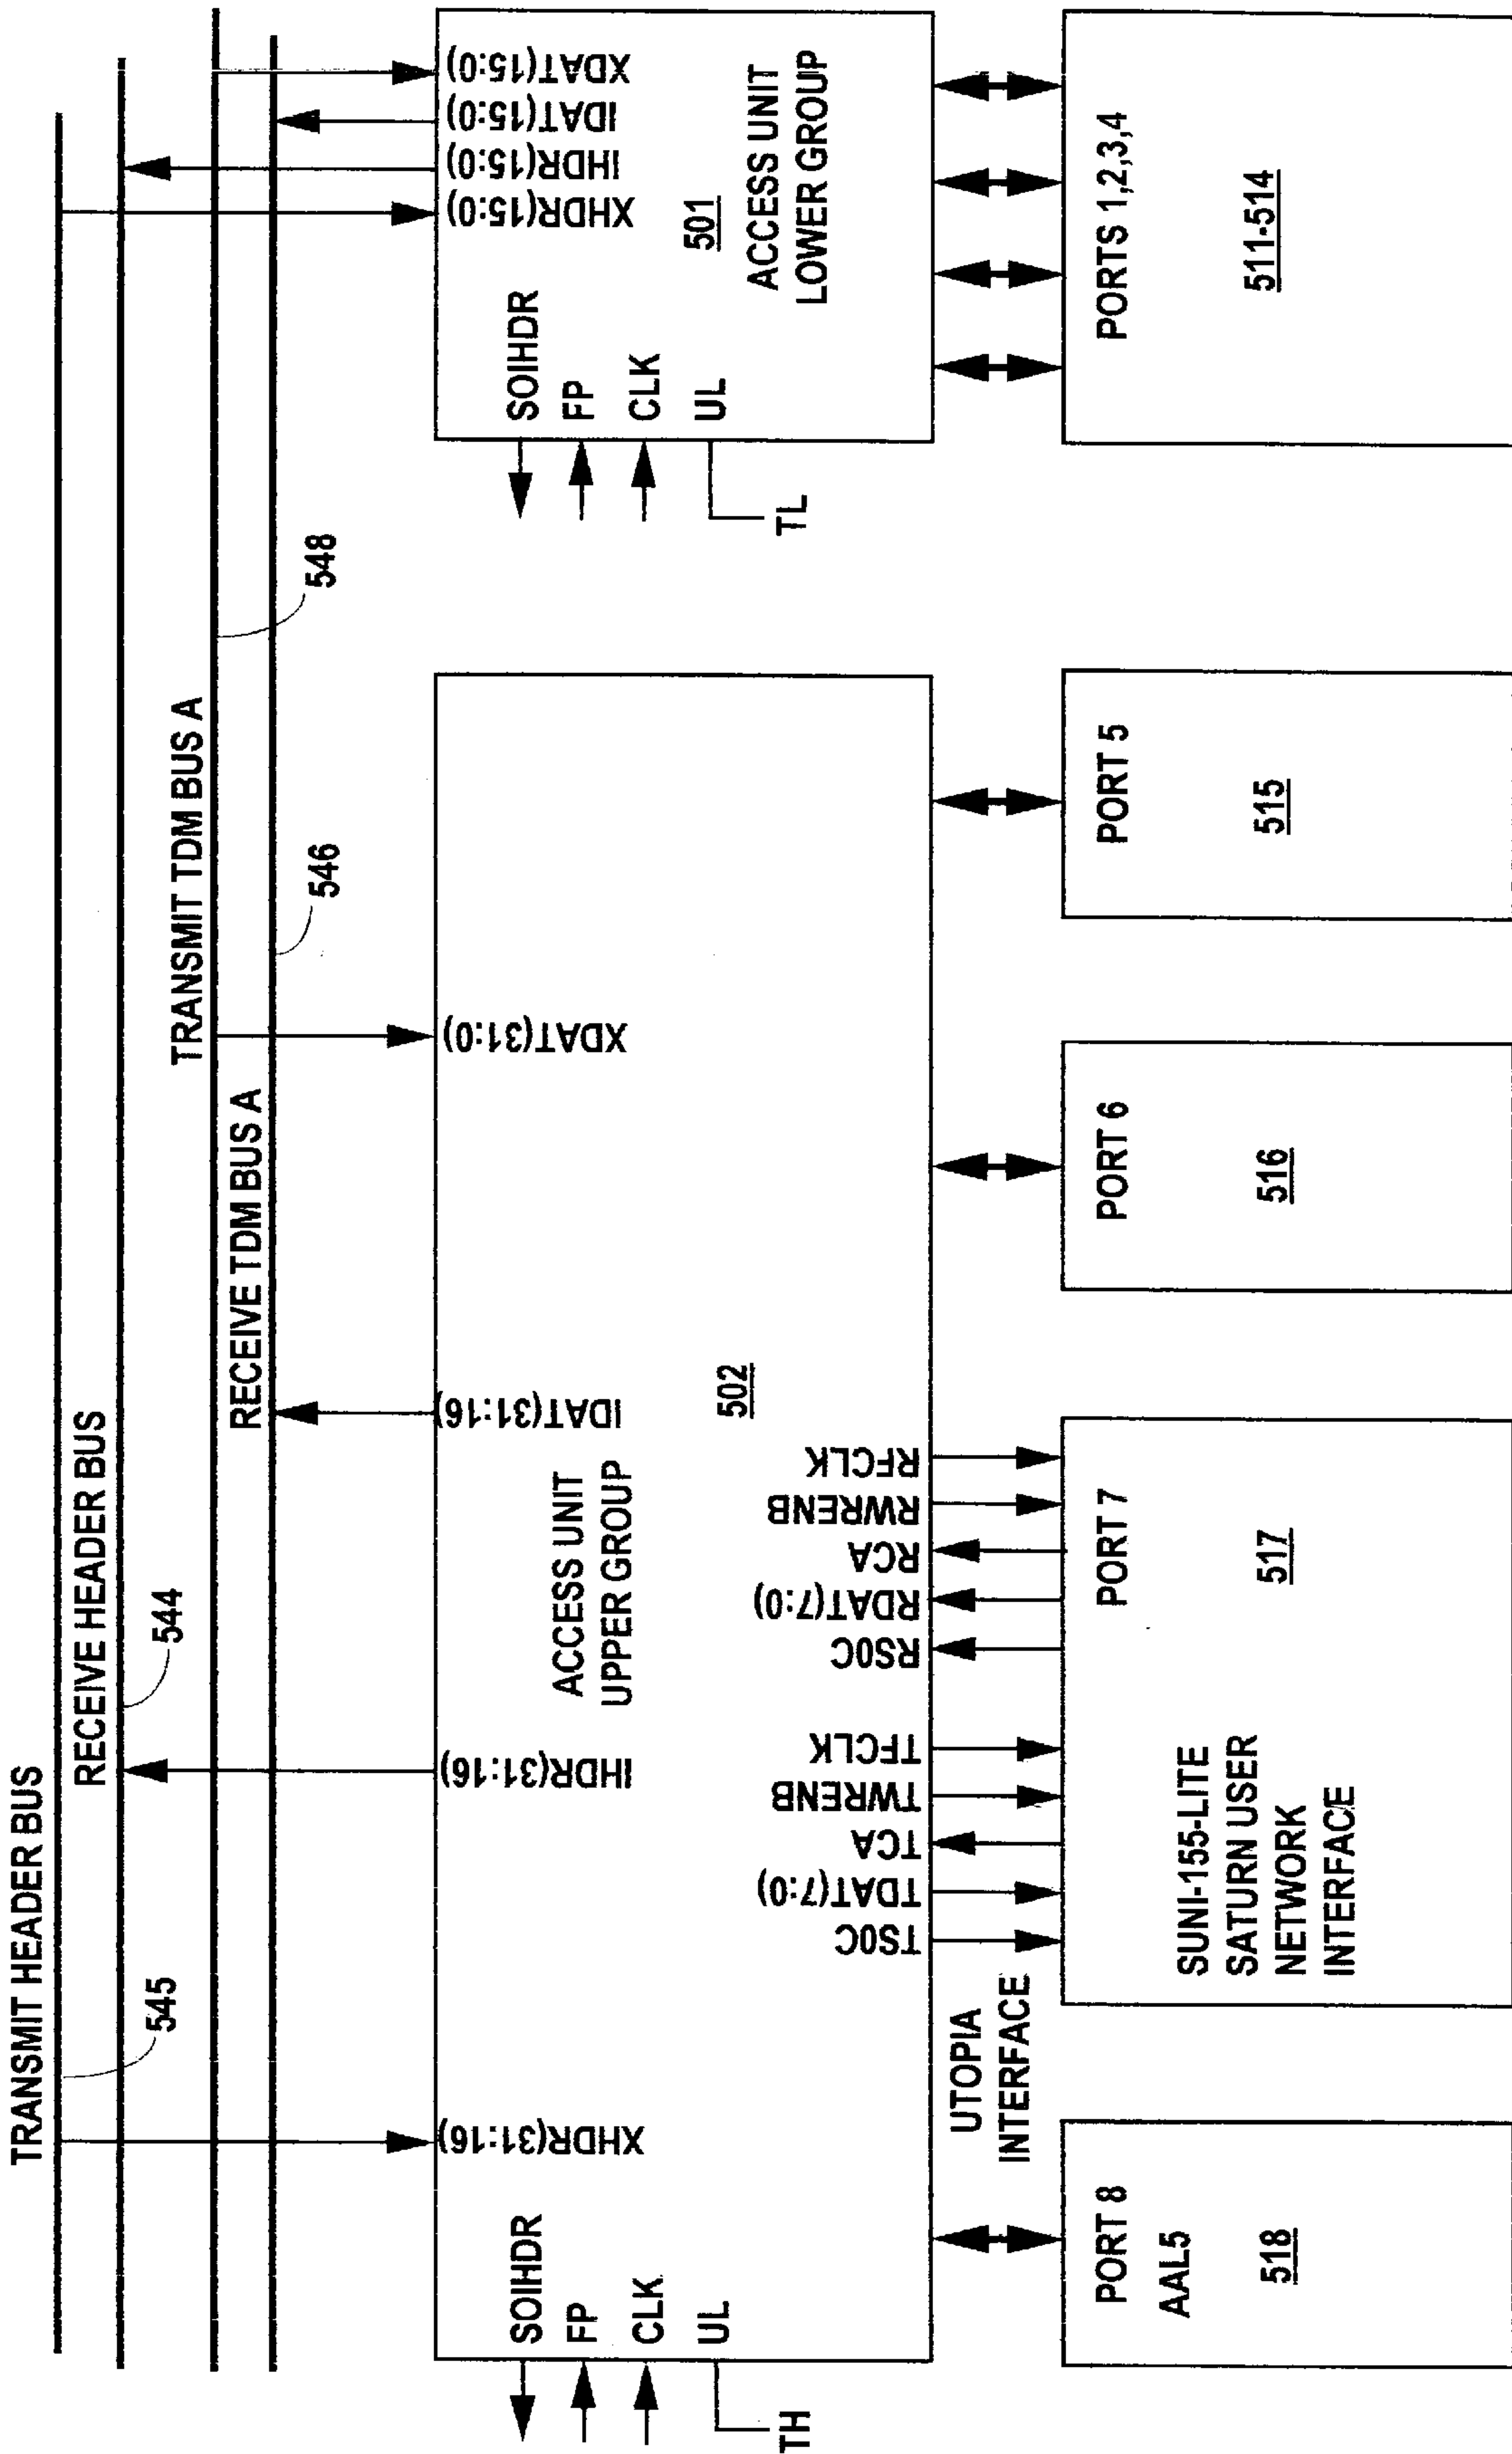 TRANSMIT HEADER BUS
545
RECEIVE HEADER BUS
544
TRANSMIT TDM BUS A
548
RECEIVE TDM BUS A
546
XHDR(31:16)
IHDR(31:16)
IDAT(31:16)
XDAT(31:0)
SOIHDR
FP
CLK
UL
TH
ACCESS UNIT
UPPER GROUP
502
XHDR(15:0)
IHDR(15:0)
IDAT(15:0)
XDAT(15:0)
SOIHDR
FP
CLK
UL
TL
501
ACCESS UNIT
LOWER GROUP
UTOPIA
INTERFACE
TSOC
TDAT(7:0)
TCA
TWRENB
TFCLK
RSOC
RDAT(7:0)
RCA
RWRENB
RFCLK
PORT 8
AAL5
518
PORT 7
517
SUNI-155-LITE
SATURN USER
NETWORK
INTERFACE
PORT 6
516
PORT 5
515
PORTS 1,2,3,4
511-514